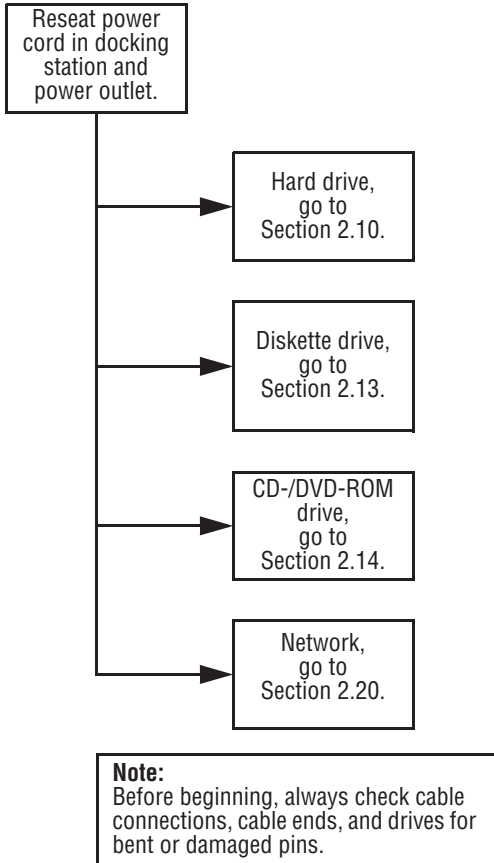 Reseat power
cord in docking
station and
power outlet.
Hard drive,
go to
Section 2.10.
Diskette drive,
go to
Section 2.13.
CD-/DVD-ROM
drive,
go to
Section 2.14.
Network,
go to
Section 2.20.
Note:
Before beginning, always check cable
connections, cable ends, and drives for
bent or damaged pins.